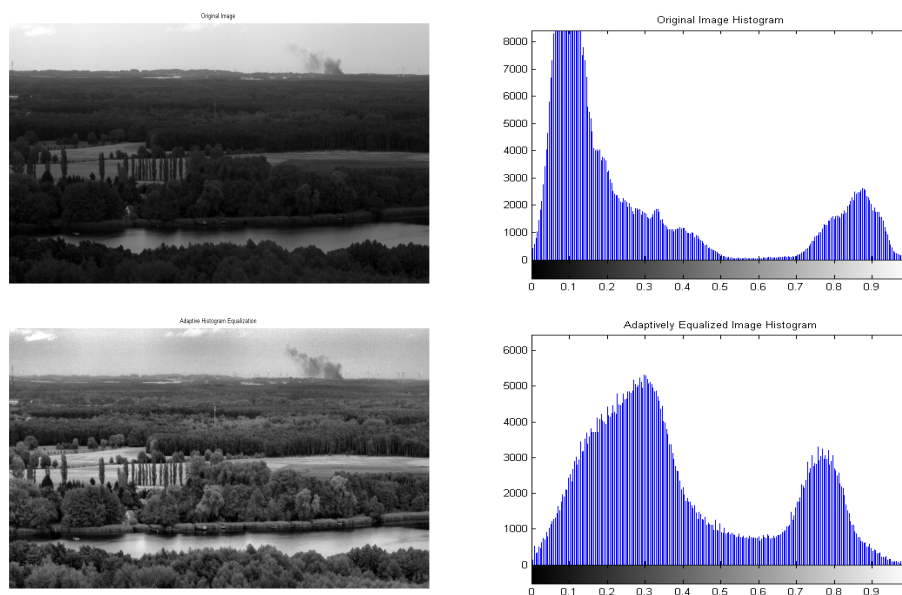 Original Image
Original Image Histogram
8000
7000
6000
5000
4000
3000
2000
1000
0
0 0.1 0.2 0.3 0.4 0.5 0.6 0.7 0.8 0.9
Adaptive Histogram Equalization
Adaptively Equalized Image Histogram
6000
5000
4000
3000
2000
1000
0
0 0.1 0.2 0.3 0.4 0.5 0.6 0.7 0.8 0.9